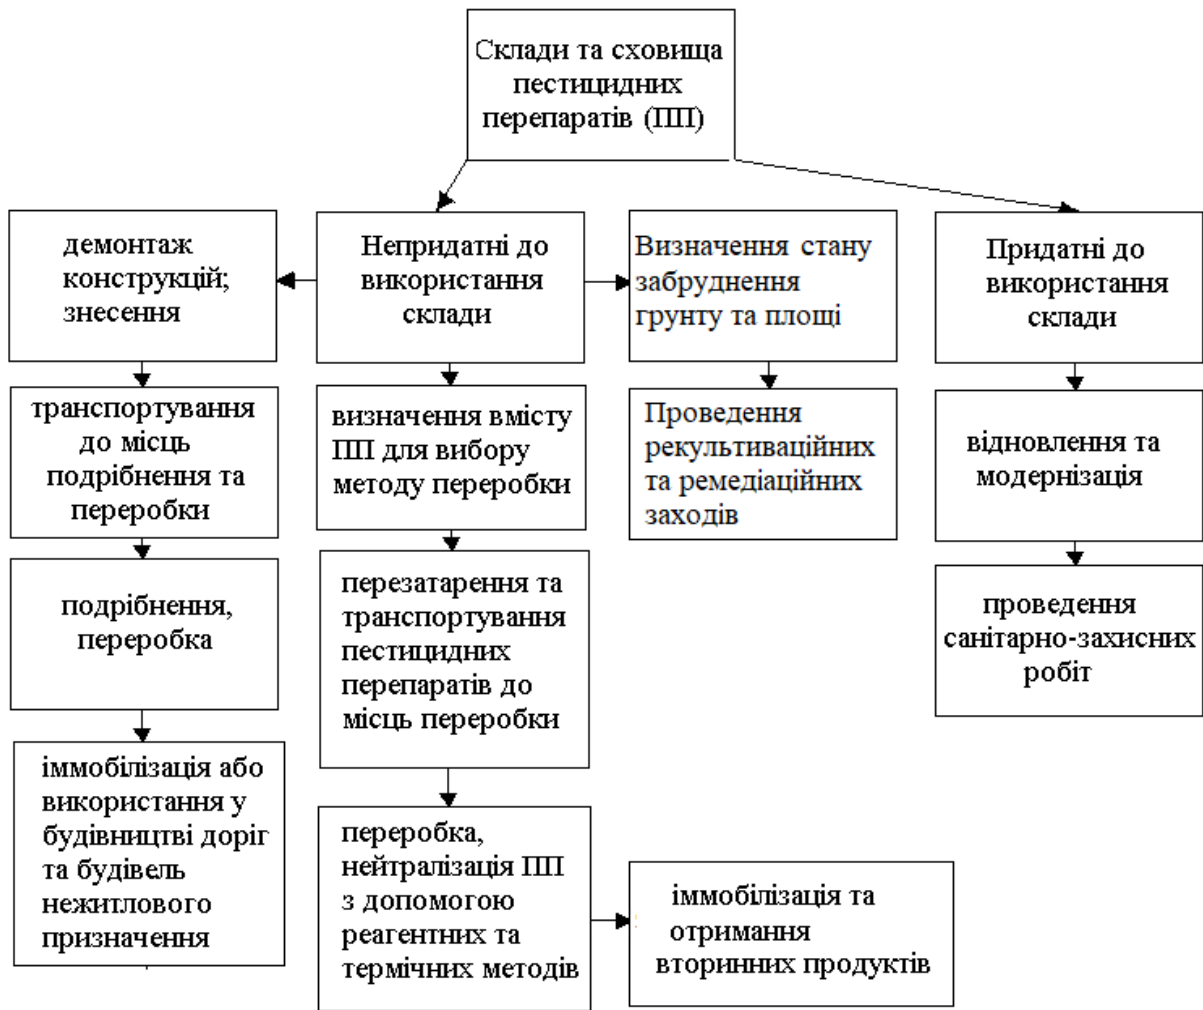 Склади та сховища
пестицидних
перепаратів (ПП)
демонтаж
конструкцій;
знесення
Непридатні до
використання
склади
Визначення стану
забруднення
грунту та площі
Придатні до
використання
склади
транспортування
до місць
подрібнення та
переробки
визначення вмісту
ПП для вибору
методу переробки
Проведення
рекультиваційних
та ремедіаційних
заходів
відновлення та
модернізація
подрібнення,
переробка
перезатарення та
транспортування
пестицидних
перепаратів до
місць переробки
проведення
санітарно-захисних
робіт
іммобілізація або
використання у
будівництві доріг
та будівель
нежитлового
призначення
переробка,
нейтралізація ПП
з допомогою
реагентних та
термічних методів
іммобілізація та
отримання
вторинних продуктів